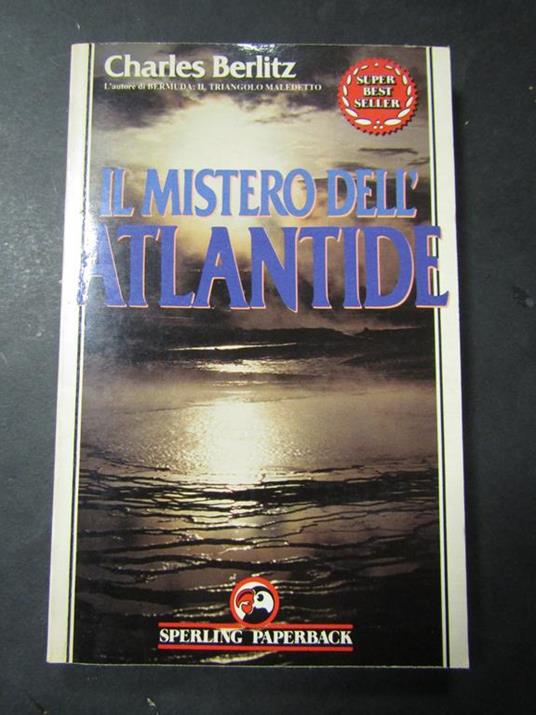 Charles Berlitz
L'autore di BERMUDA: IL TRIANGOLO MALEDETTO
SUPER
BEST
SELLER
IL MISTERO DELL'
ATLANTIDE
SPERLING PAPERBACK